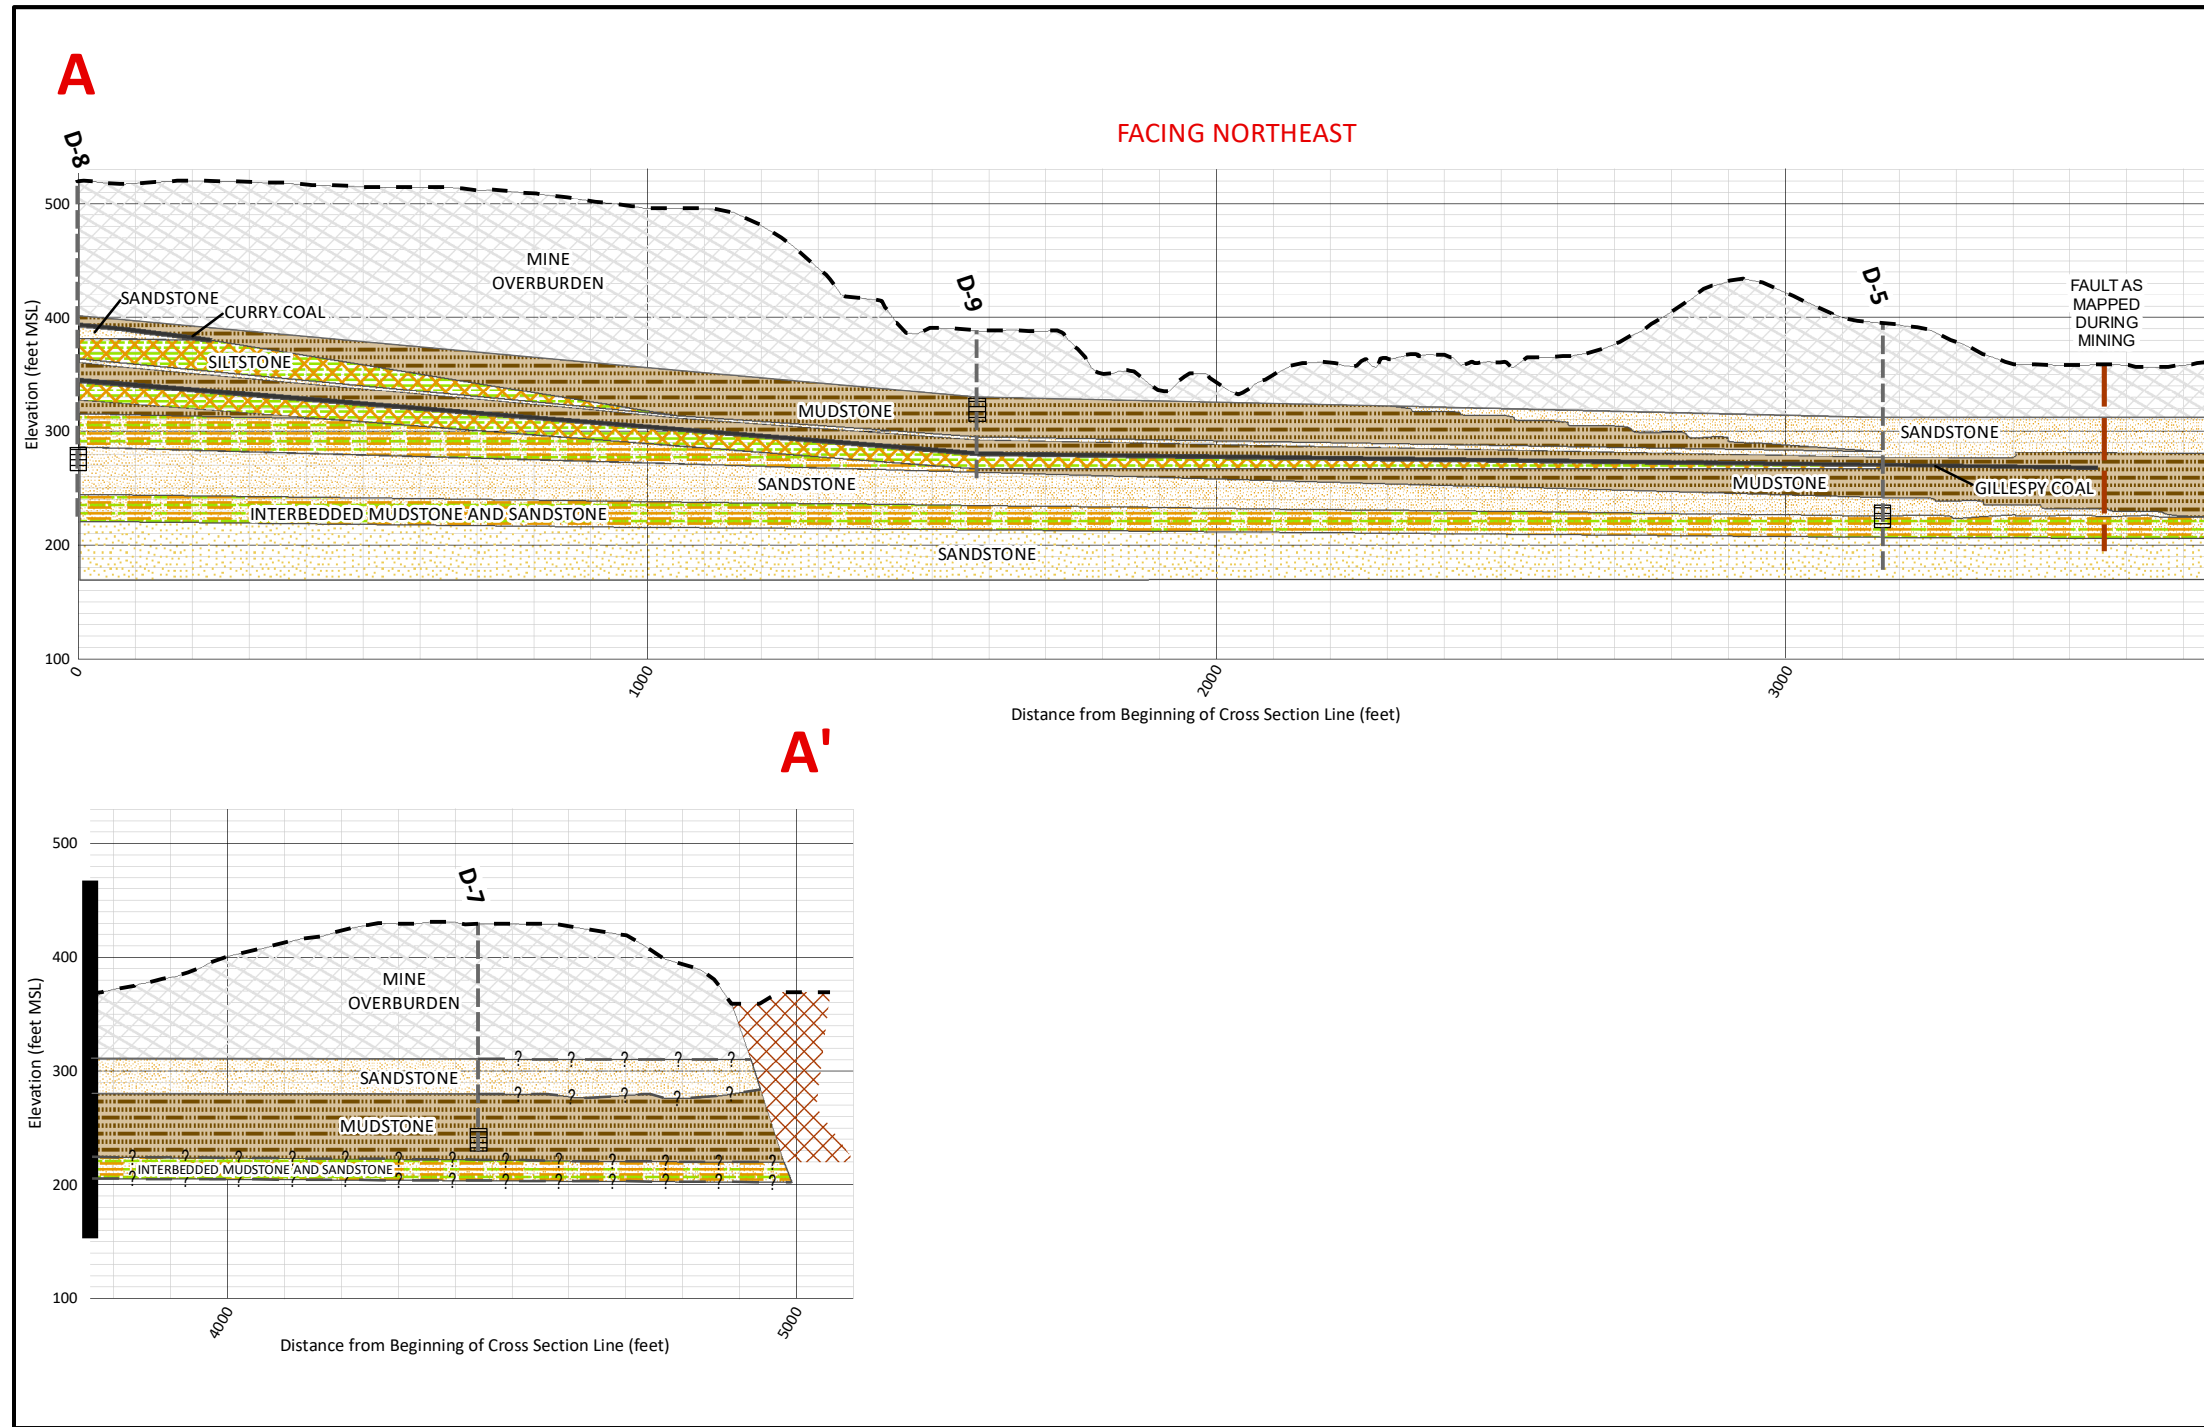 A
FACING NORTHEAST
D-8
D-9
D-5
500
400
300
200
100
Elevation (feet MSL)
MINE
OVERBURDEN
SANDSTONE
CURRY COAL
SILTSTONE
MUDSTONE
SANDSTONE
INTERBEDDED MUDSTONE AND SANDSTONE
SANDSTONE
FAULT AS
MAPPED
DURING
MINING
SANDSTONE
MUDSTONE
GILLESPY COAL
0
1000
2000
3000
Distance from Beginning of Cross Section Line (feet)
A'
D-7
500
400
300
200
100
Elevation (feet MSL)
MINE
OVERBURDEN
? ? ? ? ?
SANDSTONE
? ? ? ? ?
MUDSTONE
? ? ? ? ? ? ? ? ? ? ? ? ?
INTERBEDDED MUDSTONE AND SANDSTONE
? ? ? ? ? ? ? ? ? ? ? ? ?
4000
5000
Distance from Beginning of Cross Section Line (feet)